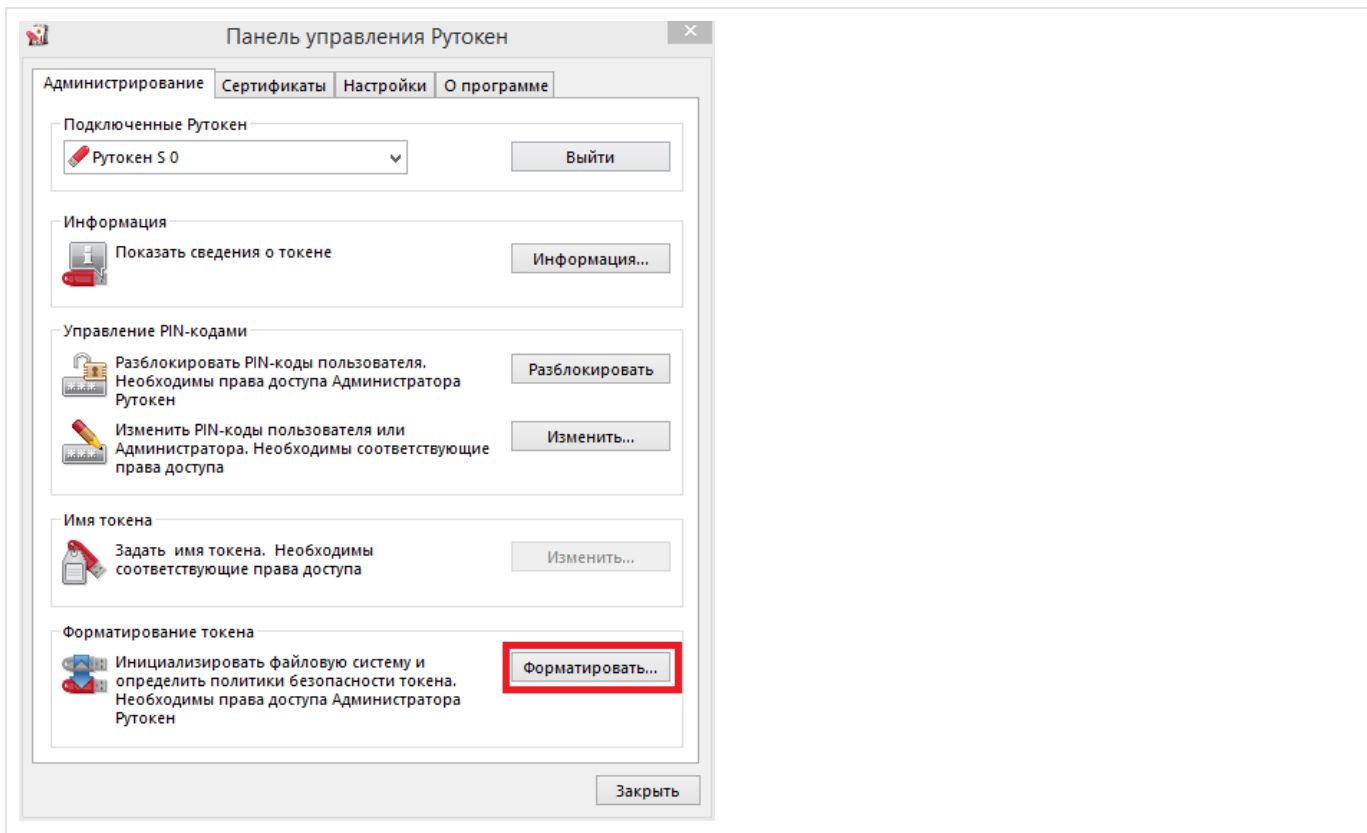 Панель управления Рутокен
Администрирование Сертификаты Настройки О программе
Подключенные Рутокен
Рутокен S 0
Выйти
Информация
Показать сведения о токене
Информация...
Управление PIN-кодами
Разблокировать PIN-коды пользователя.
Необходимы права доступа Администратора
Рутокен
Разблокировать
Изменить PIN-коды пользователя или
Администратора. Необходимы соответствующие
права доступа
Изменить...
Имя токена
Задать имя токена. Необходимы
соответствующие права доступа
Изменить...
Форматирование токена
Инициализировать файловую систему и
определить политики безопасности токена.
Необходимы права доступа Администратора
Рутокен
Форматировать...
Закрыть